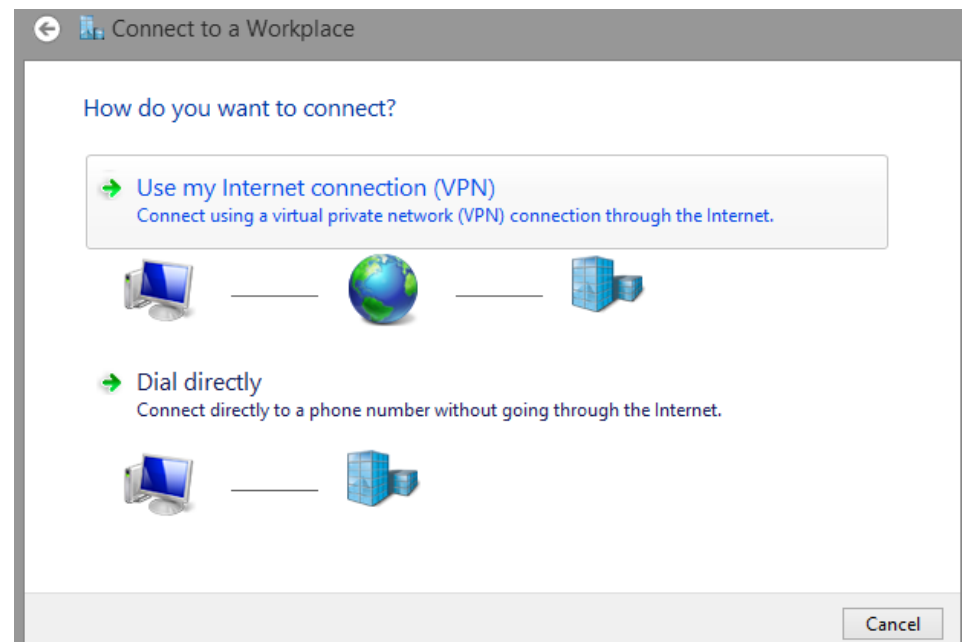 Connect to a Workplace
How do you want to connect?
Use my Internet connection (VPN)
Connect using a virtual private network (VPN) connection through the Internet.
Dial directly
Connect directly to a phone number without going through the Internet.
Cancel